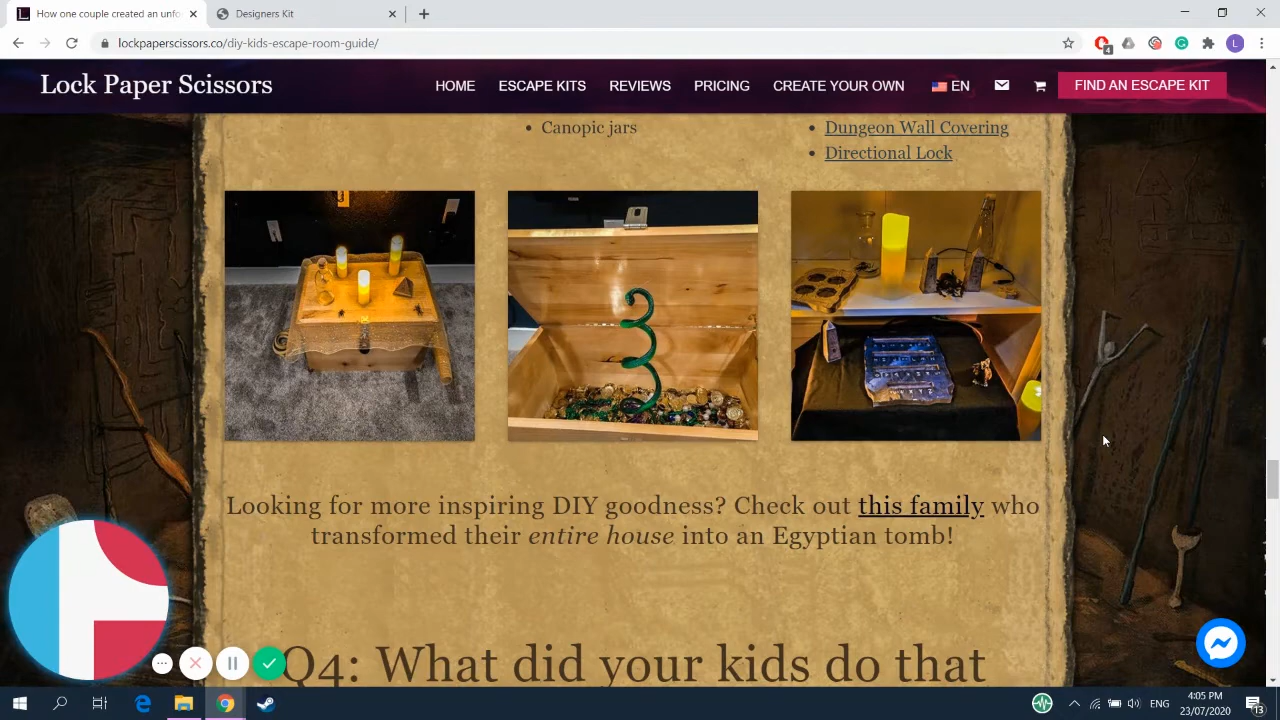 How one couple created an unfo
Designers Kit
lockpaperscissors.co/diy-kids-escape-room-guide/
4
L
Lock Paper Scissors
HOME
ESCAPE KITS
REVIEWS
PRICING
CREATE YOUR OWN
EN
FIND AN ESCAPE KIT
Canopic jars
Dungeon Wall Covering
Directional Lock
Looking for more inspiring DIY goodness? Check out this family who
transformed their entire house into an Egyptian tomb!
Q4: What did your kids do that
ENG
4:05 PM
23/07/2020
13